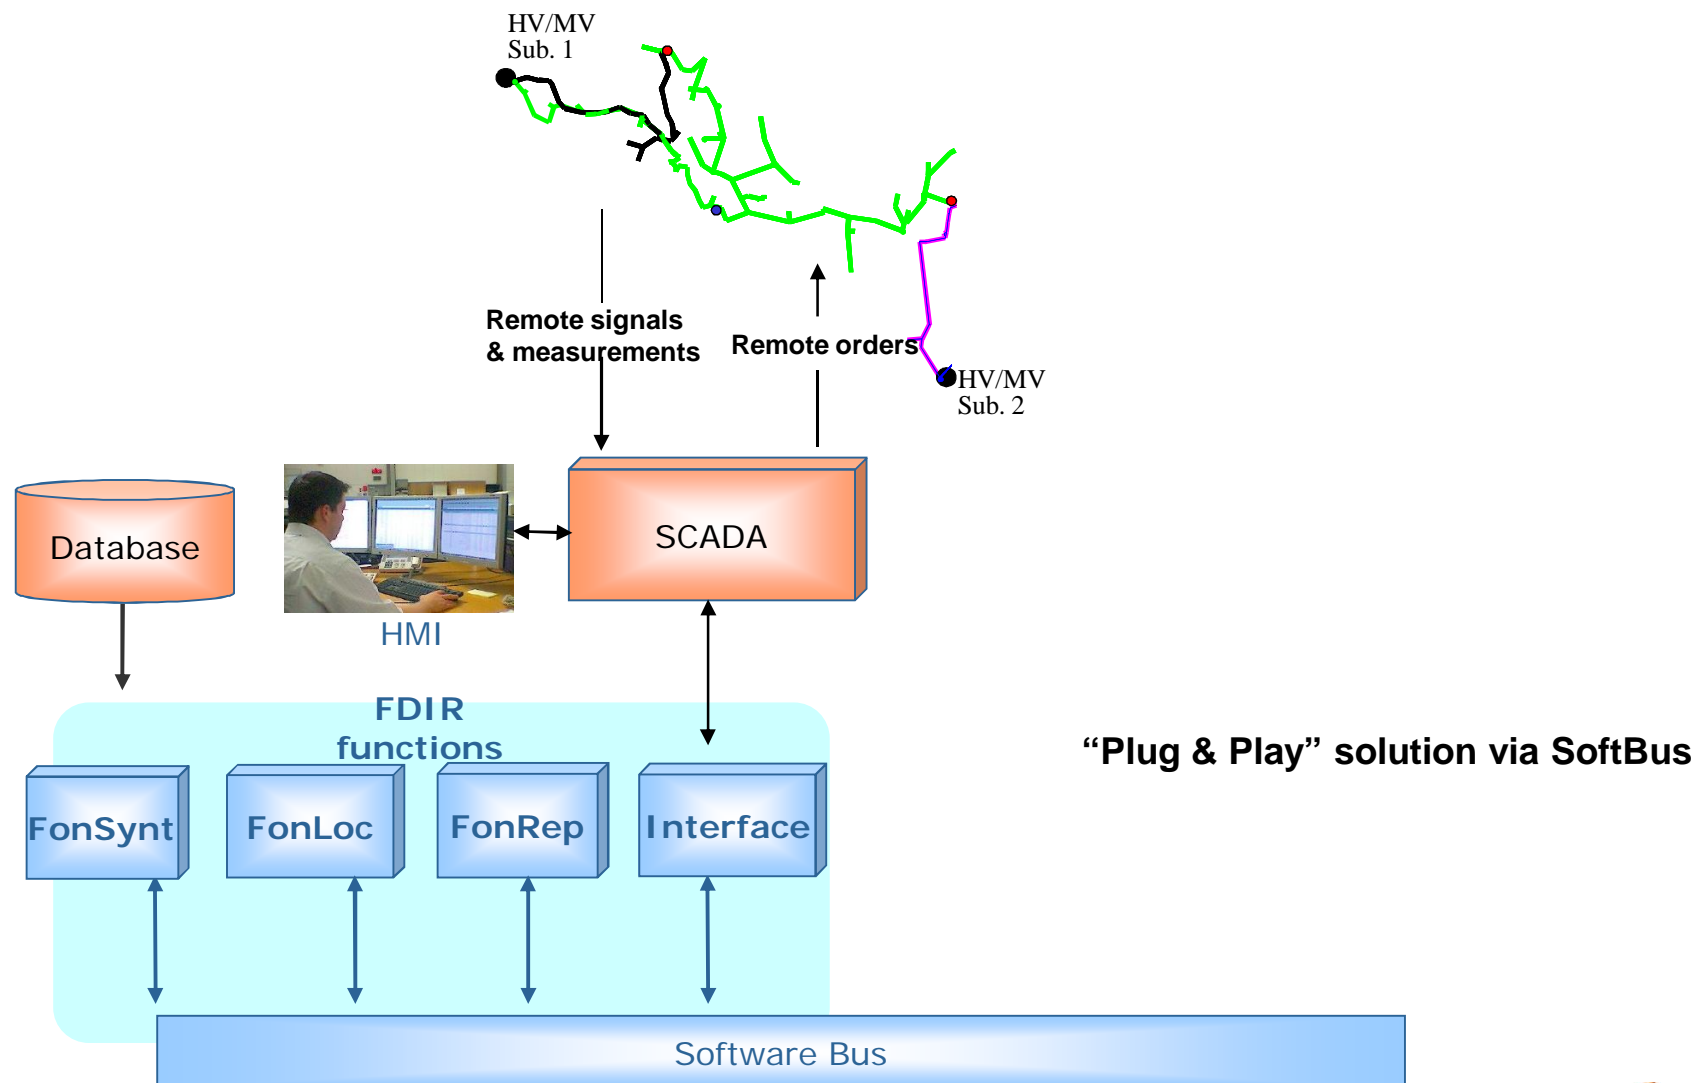 HV/MV
Sub. 1
Remote signals
& measurements
Remote orders
HV/MV
Sub. 2
Database
SCADA
HMI
FDIR
functions
“Plug & Play” solution via SoftBus
FonSynt
FonLoc
FonRep
Interface
Software Bus